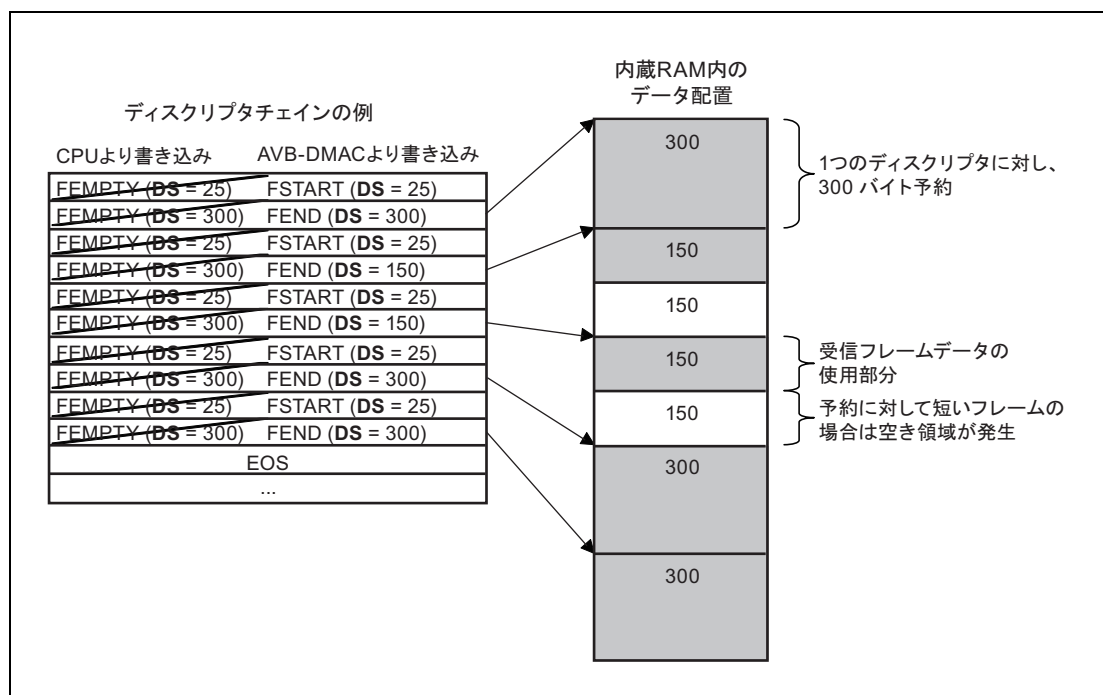 ディスクリプタチェインの例
CPUより書き込み AVB-DMACより書き込み
FEMPTY (DS = 25) FSTART (DS = 25)
FEMPTY (DS = 300) FEND (DS = 300)
FEMPTY (DS = 25) FSTART (DS = 25)
FEMPTY (DS = 300) FEND (DS = 150)
FEMPTY (DS = 25) FSTART (DS = 25)
FEMPTY (DS = 300) FEND (DS = 150)
FEMPTY (DS = 25) FSTART (DS = 25)
FEMPTY (DS = 300) FEND (DS = 300)
FEMPTY (DS = 25) FSTART (DS = 25)
FEMPTY (DS = 300) FEND (DS = 300)
EOS
...
内蔵RAM内の
データ配置
300
150
150
150
150
300
300
1つのディスクリプタに対し、
300 バイト予約
受信フレームデータの
使用部分
予約に対して短いフレームの
場合は空き領域が発生